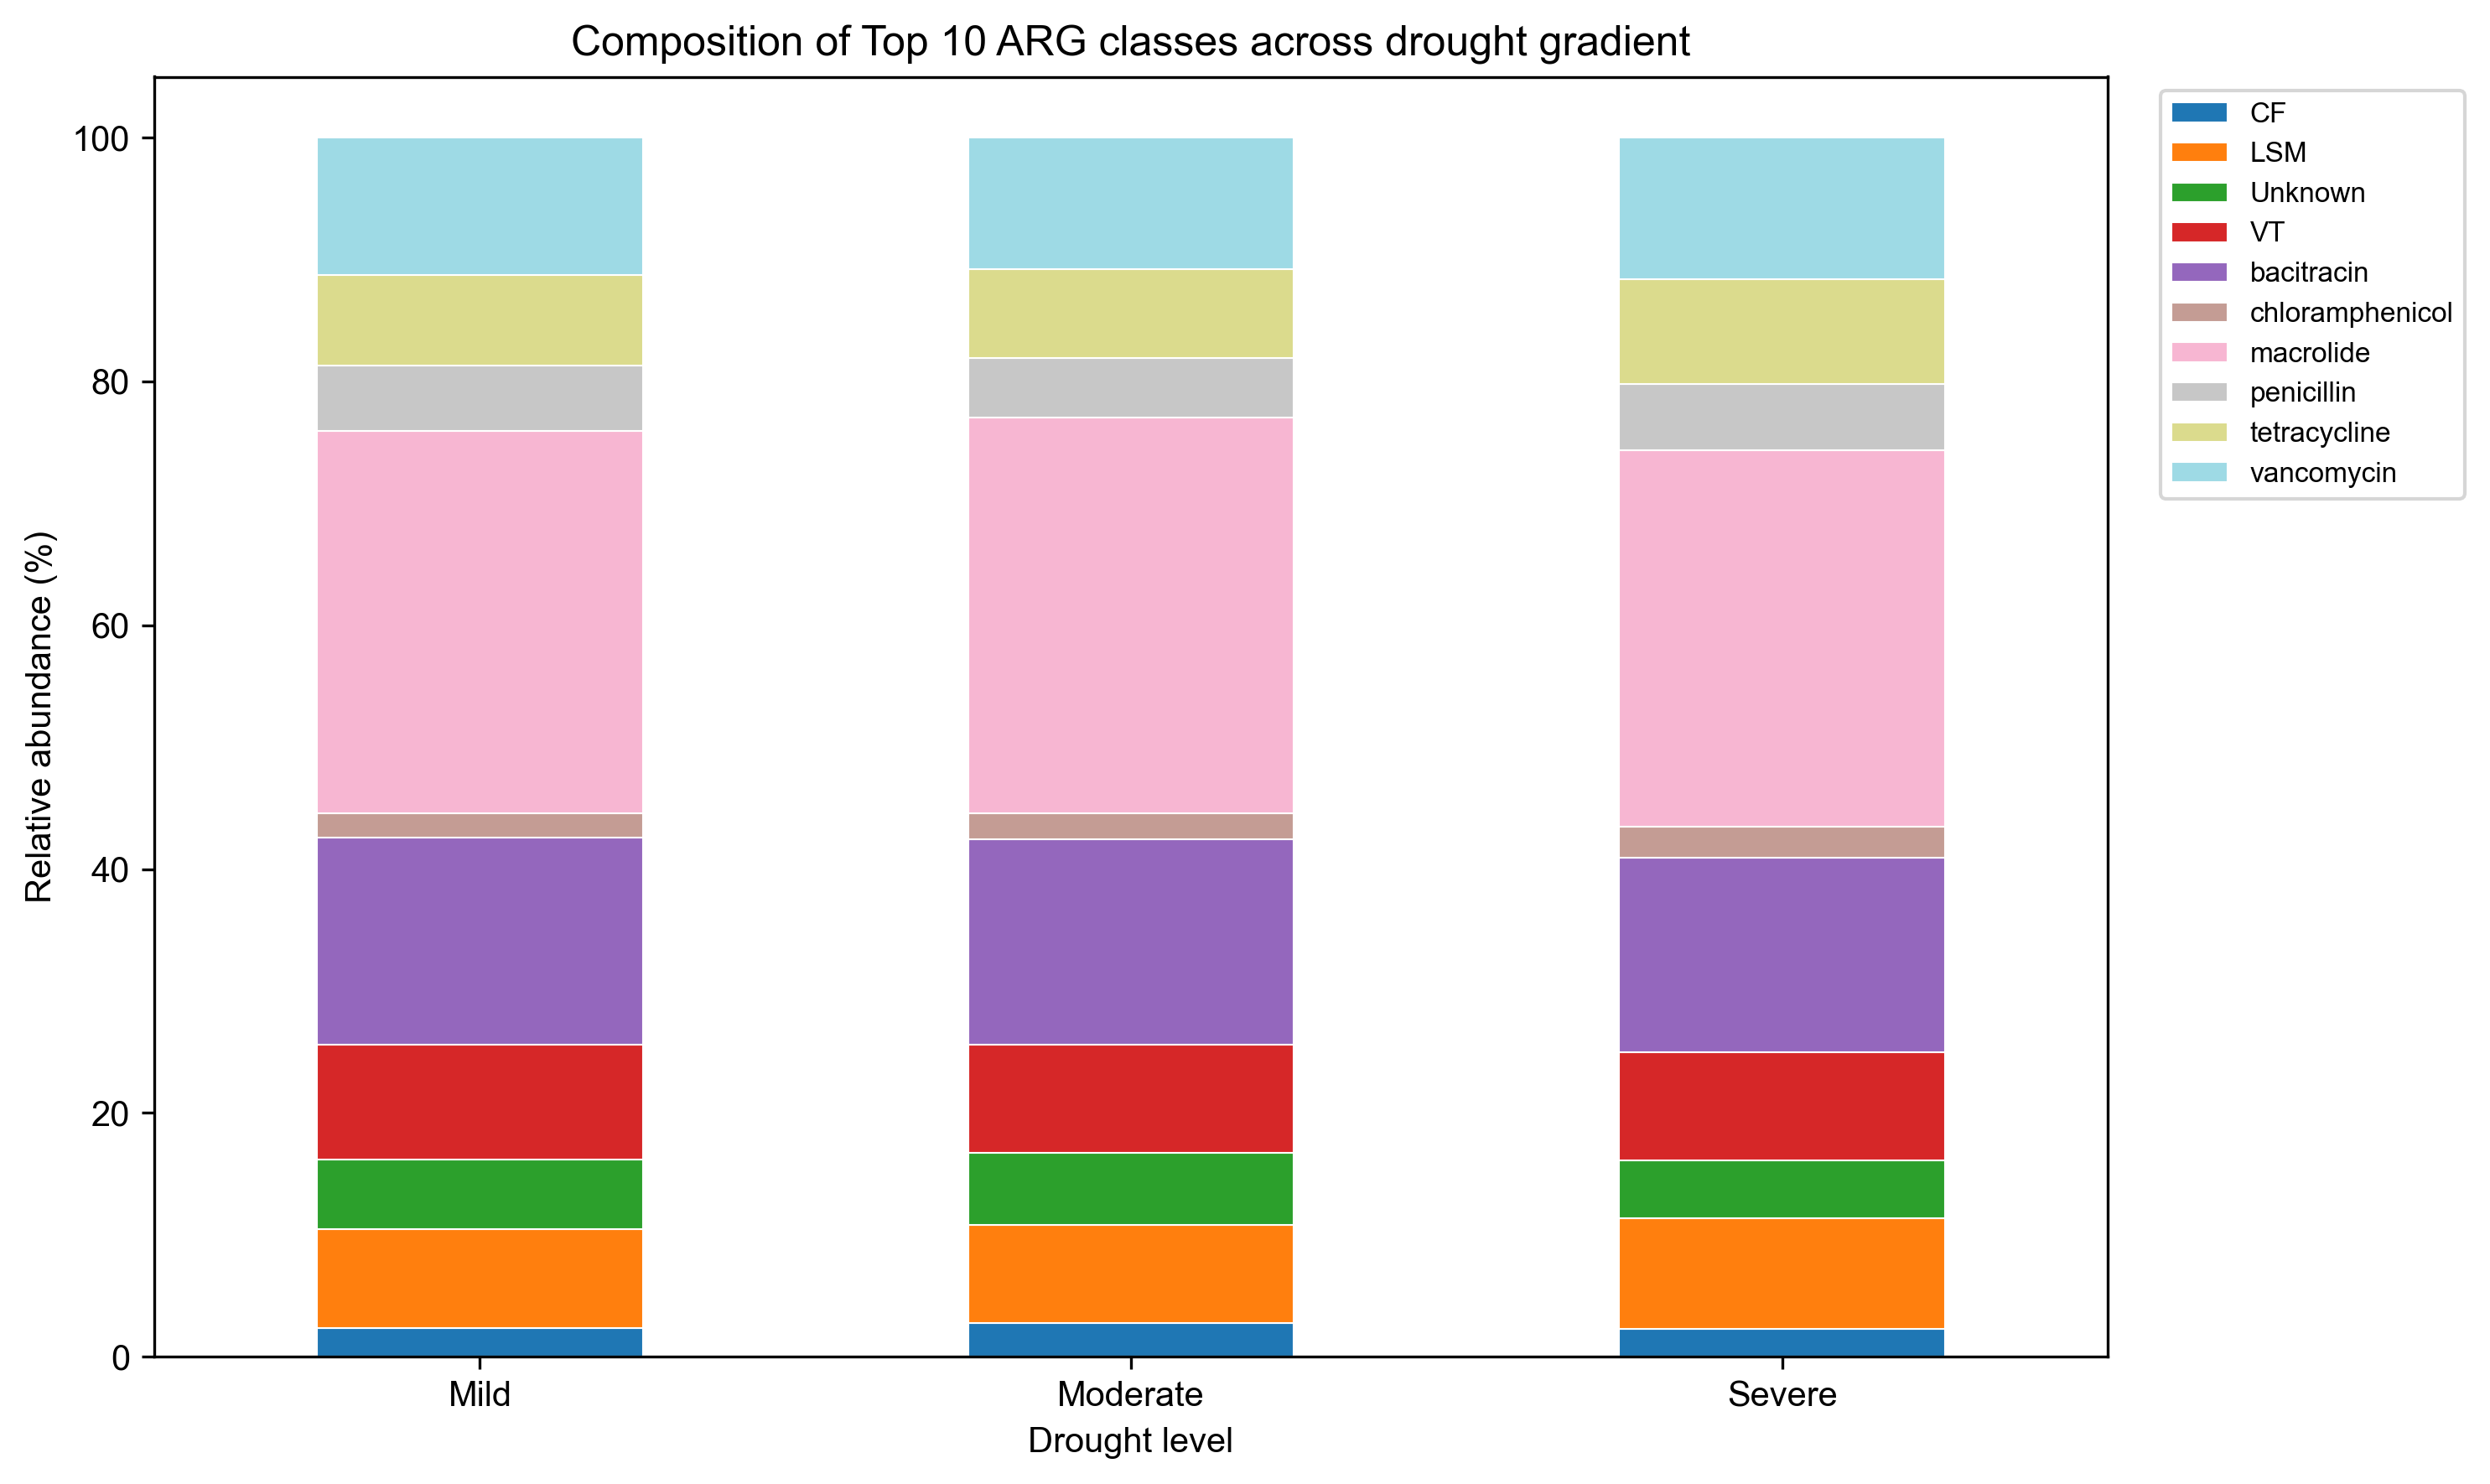 Composition of Top 10 ARG classes across drought gradient
Relative abundance (%)
100
80
60
40
20
0
Mild
Moderate
Severe
Drought level
CF
LSM
Unknown
VT
bacitracin
chloramphenicol
macrolide
penicillin
tetracycline
vancomycin